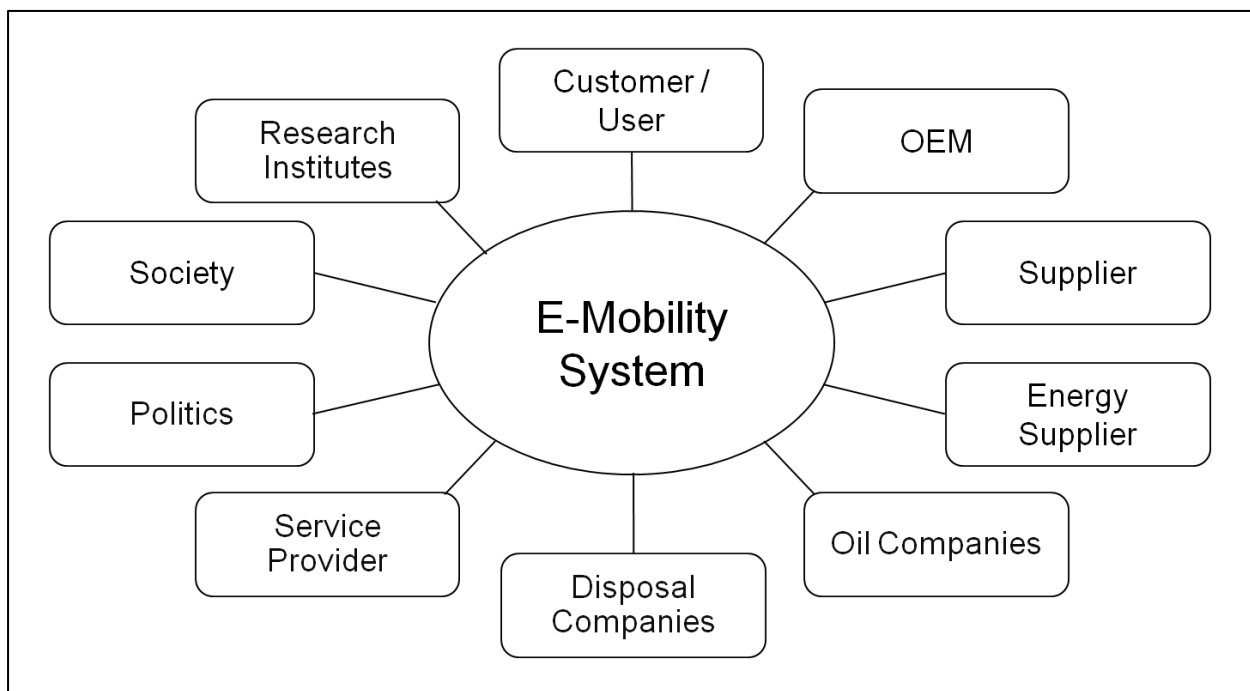 Customer /
User
OEM
Research
Institutes
Society
Supplier
E-Mobility
System
Politics
Energy
Supplier
Service
Provider
Oil Companies
Disposal
Companies